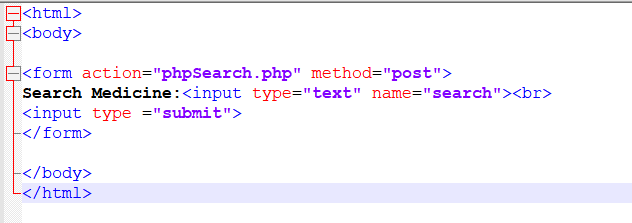 <html>
<body>
<form action="phpSearch.php" method="post">
Search Medicine:<input type="text" name="search"><br>
<input type ="submit">
</form>
</body>
</html>